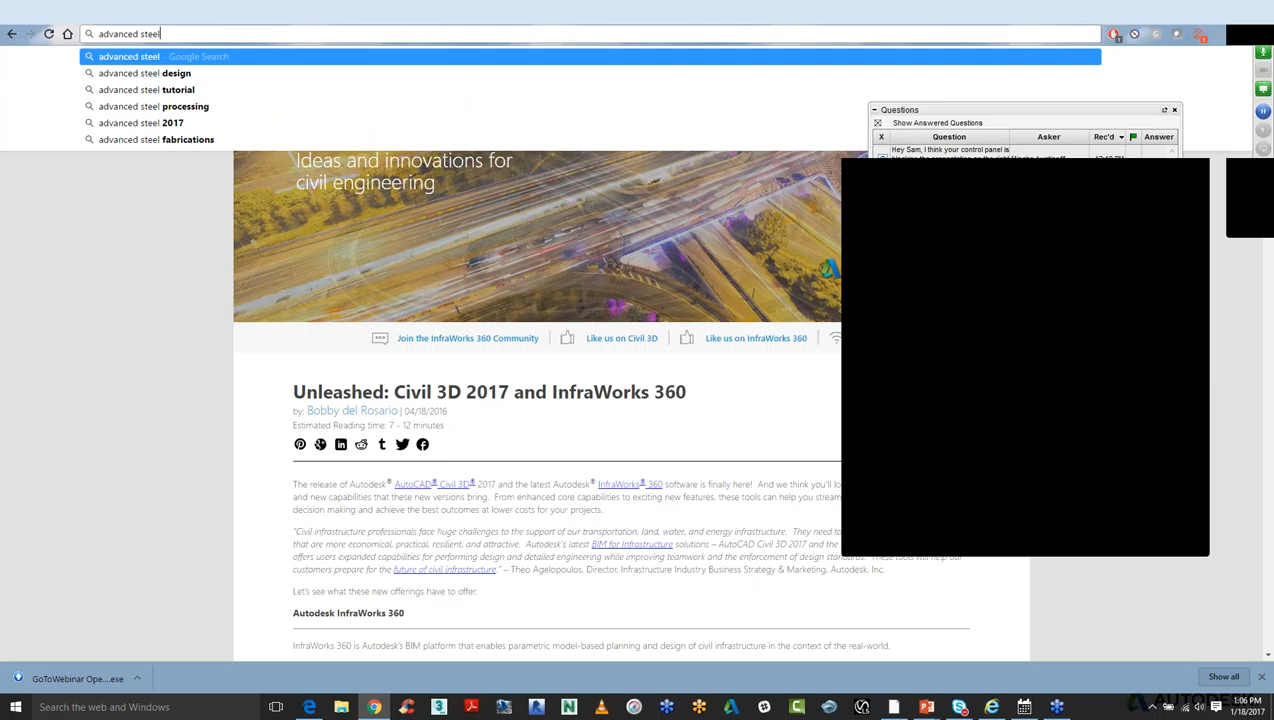 advanced steel
advanced steel - Google Search
advanced steel design
advanced steel tutorial
advanced steel processing
advanced steel 2017
advanced steel fabrications
Questions
Show Answered Questions
X Question Asker Rec'd Answer
Hey Sam, I think your control panel is
Ideas and innovations for
civil engineering
Join the InfraWorks 360 Community
Like us on Civil 3D
Like us on InfraWorks 360
Unleashed: Civil 3D 2017 and InfraWorks 360
by: Bobby del Rosario | 04/18/2016
Estimated Reading time: 7 - 12 minutes
The release of Autodesk® AutoCAD® Civil 3D® 2017 and the latest Autodesk® InfraWorks® 360 software is finally here! And we think you'll lo
and new capabilities that these new versions bring. From enhanced core capabilities to exciting new features, these tools can help you stream
decision making and achieve the best outcomes at lower costs for your projects.
"Civil infrastructure professionals face huge challenges to the support of our transportation, land, water, and energy infrastructure. They need to
that are more economical, practical, resilient, and attractive. Autodesk's latest BIM for Infrastructure solutions – AutoCAD Civil 3D 2017 and the
offers users expanded capabilities for performing design and detailed engineering while improving teamwork and the enforcement of design standards. These tools will help our
customers prepare for the future of civil infrastructure." – Theo Agelopoulos, Director, Infrastructure Industry Business Strategy & Marketing, Autodesk, Inc.
Let's see what these new offerings have to offer.
Autodesk InfraWorks 360
InfraWorks 360 is Autodesk's BIM platform that enables parametric model-based planning and design of civil infrastructure in the context of the real-world.
GoToWebinar Ope....exe
Show all
Search the web and Windows
1:06 PM
1/18/2017